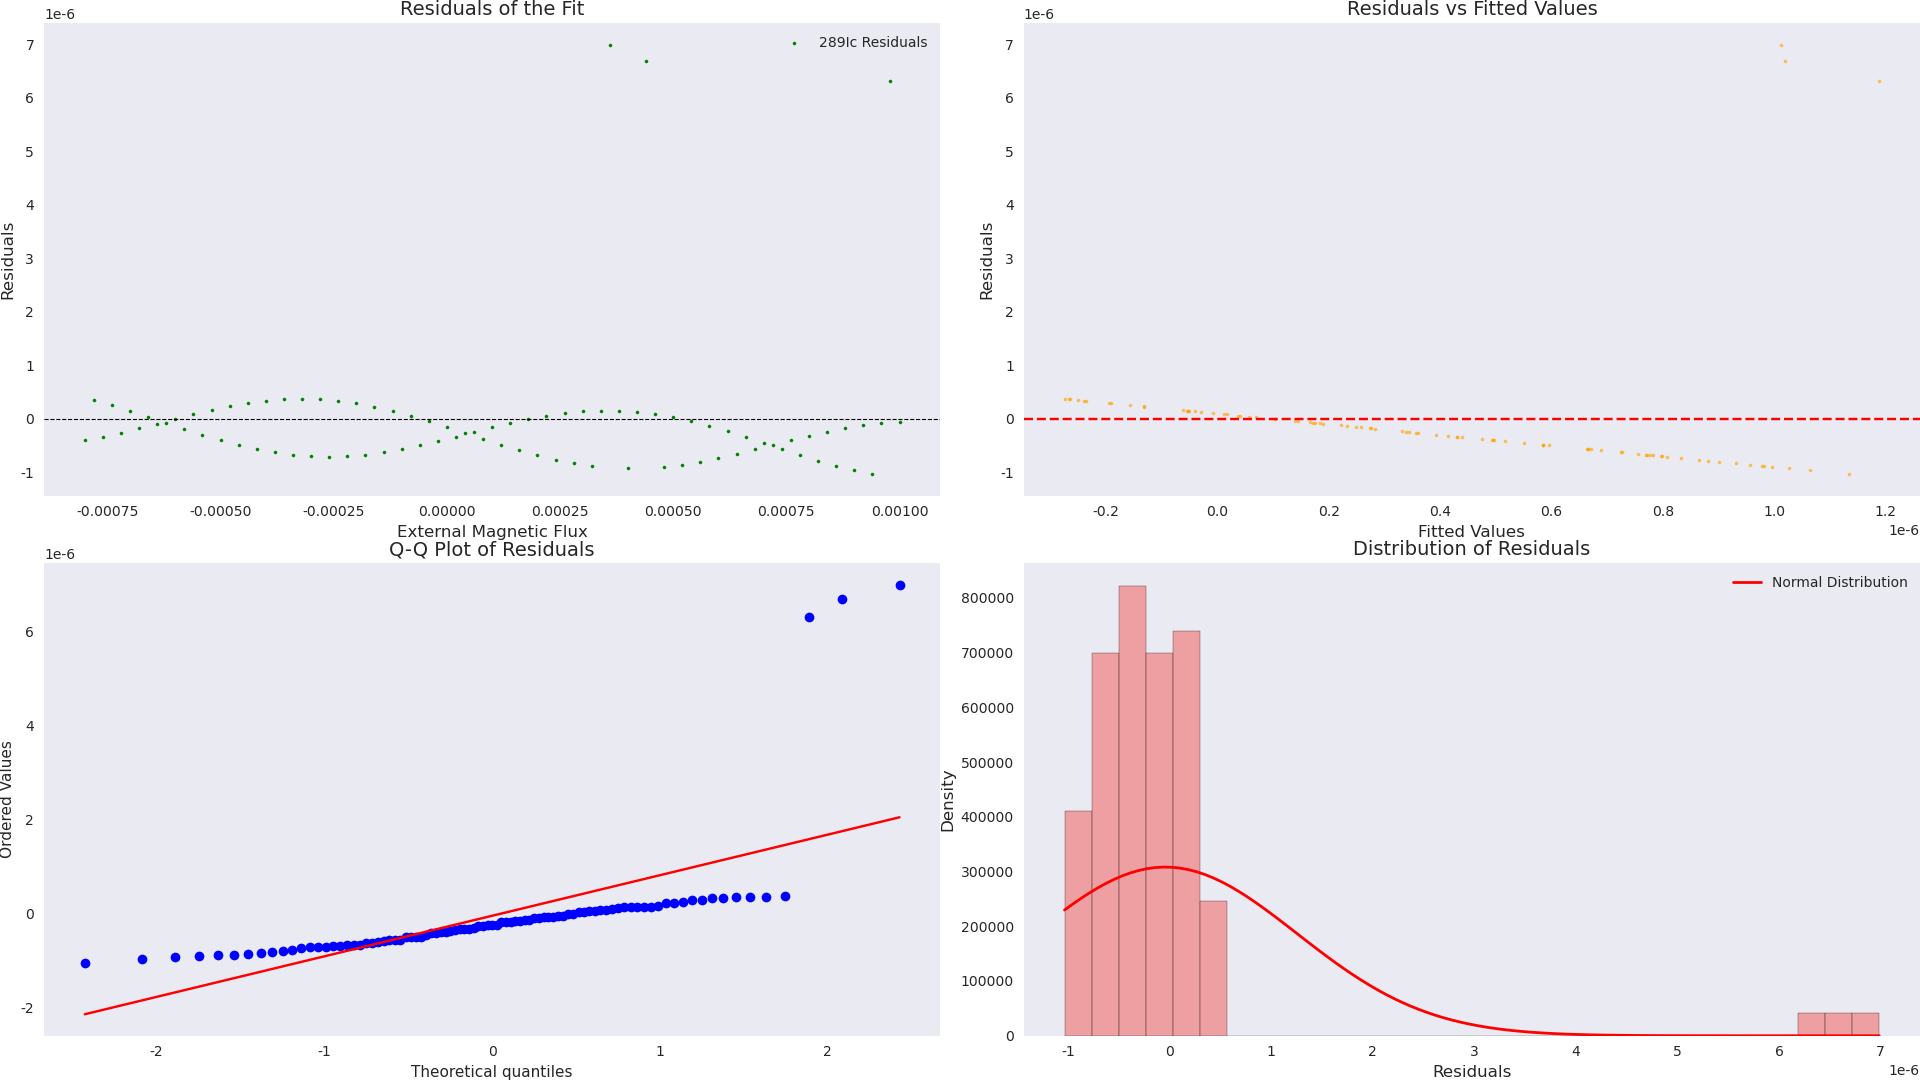 Residuals of the Fit
1e-6
289Ic Residuals
7
6
5
4
3
2
1
0
-1
Residuals
-0.00075 -0.00050 -0.00025 0.00000 0.00025 0.00050 0.00075 0.00100
External Magnetic Flux
Residuals vs Fitted Values
1e-6
7
6
5
4
3
2
1
0
-1
Residuals
-0.2 0.0 0.2 0.4 0.6 0.8 1.0 1.2
1e-6
Fitted Values
Q-Q Plot of Residuals
1e-6
6
4
2
0
-2
Ordered Values
-2 -1 0 1 2
Theoretical quantiles
Distribution of Residuals
Normal Distribution
800000
700000
600000
500000
400000
300000
200000
100000
0
Density
-1 0 1 2 3 4 5 6 7
1e-6
Residuals